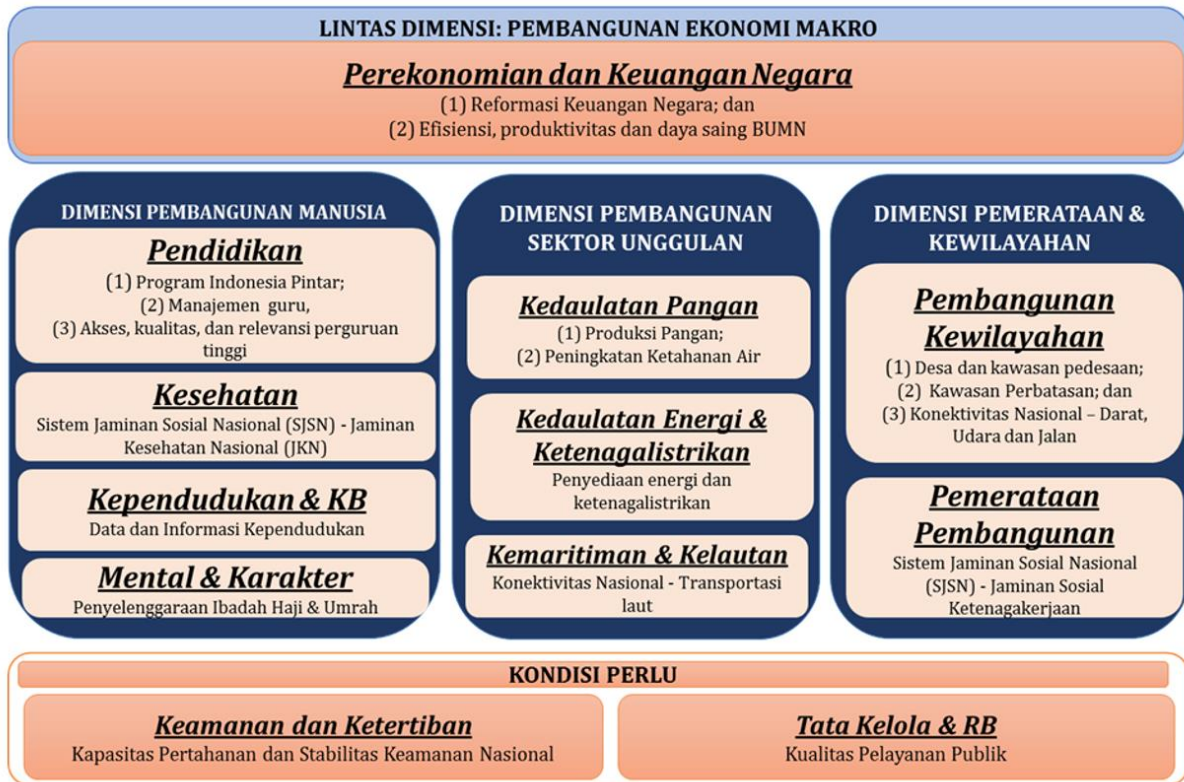 LINTAS DIMENSI: PEMBANGUNAN EKONOMI MAKRO
Perekonomian dan Keuangan Negara
(1) Reformasi Keuangan Negara; dan
(2) Efisiensi, produktivitas dan daya saing BUMN
DIMENSI PEMBANGUNAN MANUSIA
Pendidikan
(1) Program Indonesia Pintar;
(2) Manajemen guru,
(3) Akses, kualitas, dan relevansi perguruan
tinggi
Kesehatan
Sistem Jaminan Sosial Nasional (SJSN) - Jaminan
Kesehatan Nasional (JKN)
Kependudukan & KB
Data dan Informasi Kependudukan
Mental & Karakter
Penyelenggaraan Ibadah Haji & Umrah
DIMENSI PEMBANGUNAN
SEKTOR UNGGULAN
Kedaulatan Pangan
(1) Produksi Pangan;
(2) Peningkatan Ketahanan Air
Kedaulatan Energi &
Ketenagalistrikan
Penyediaan energi dan
ketenagalistrikan
Kemaritiman & Kelautan
Konektivitas Nasional - Transportasi
laut
DIMENSI PEMERATAAN &
KEWILAYAHAN
Pembangunan
Kewilayahan
(1) Desa dan kawasan pedesaan;
(2) Kawasan Perbatasan; dan
(3) Konektivitas Nasional – Darat,
Udara dan Jalan
Pemerataan
Pembangunan
Sistem Jaminan Sosial Nasional
(SJSN) - Jaminan Sosial
Ketenagakerjaan
KONDISI PERLU
Keamanan dan Ketertiban
Kapasitas Pertahanan dan Stabilitas Keamanan Nasional
Tata Kelola & RB
Kualitas Pelayanan Publik